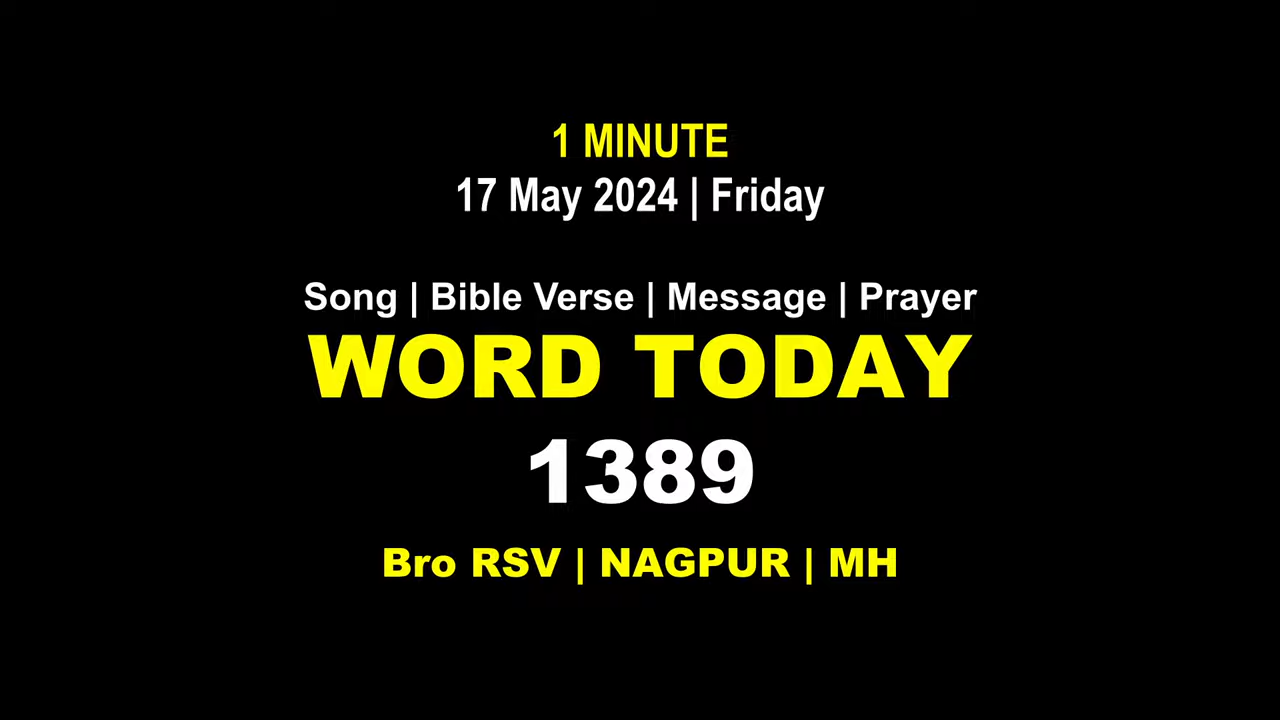 1 MINUTE
17 May 2024 | Friday
Song | Bible Verse | Message | Prayer
WORD TODAY
1389
Bro RSV | NAGPUR | MH